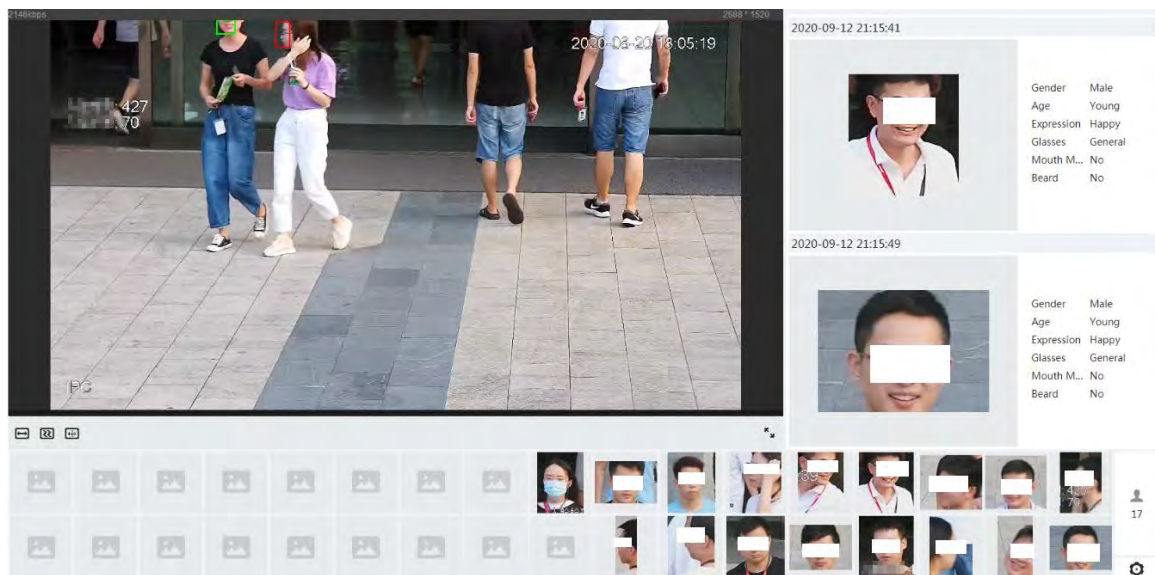 2146kbps
2688 * 1520
2020-08-20 18:05:19
427
70
IPC
2020-09-12 21:15:41
Gender Male
Age Young
Expression Happy
Glasses General
Mouth M... No
Beard No
2020-09-12 21:15:49
Gender Male
Age Young
Expression Happy
Glasses General
Mouth M... No
Beard No
17